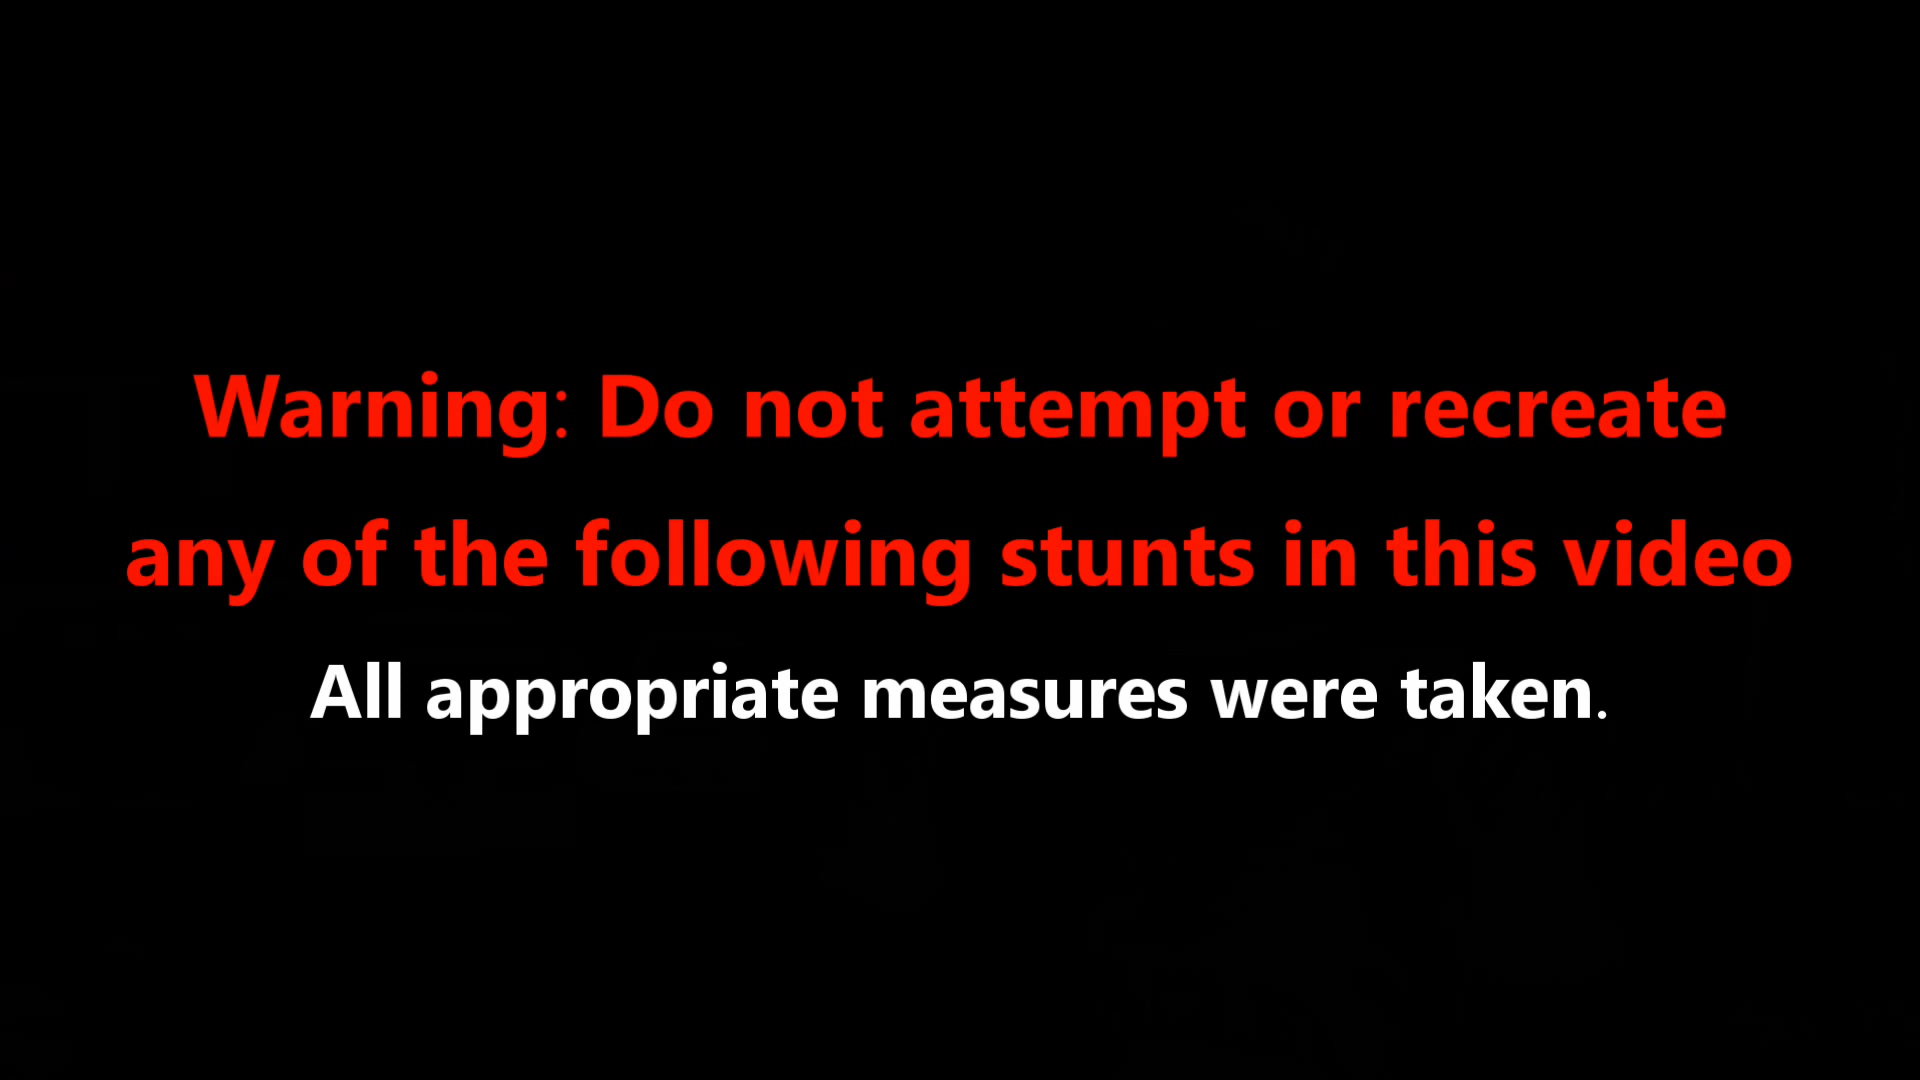 Warning: Do not attempt or recreate
any of the following stunts in this video
All appropriate measures were taken.